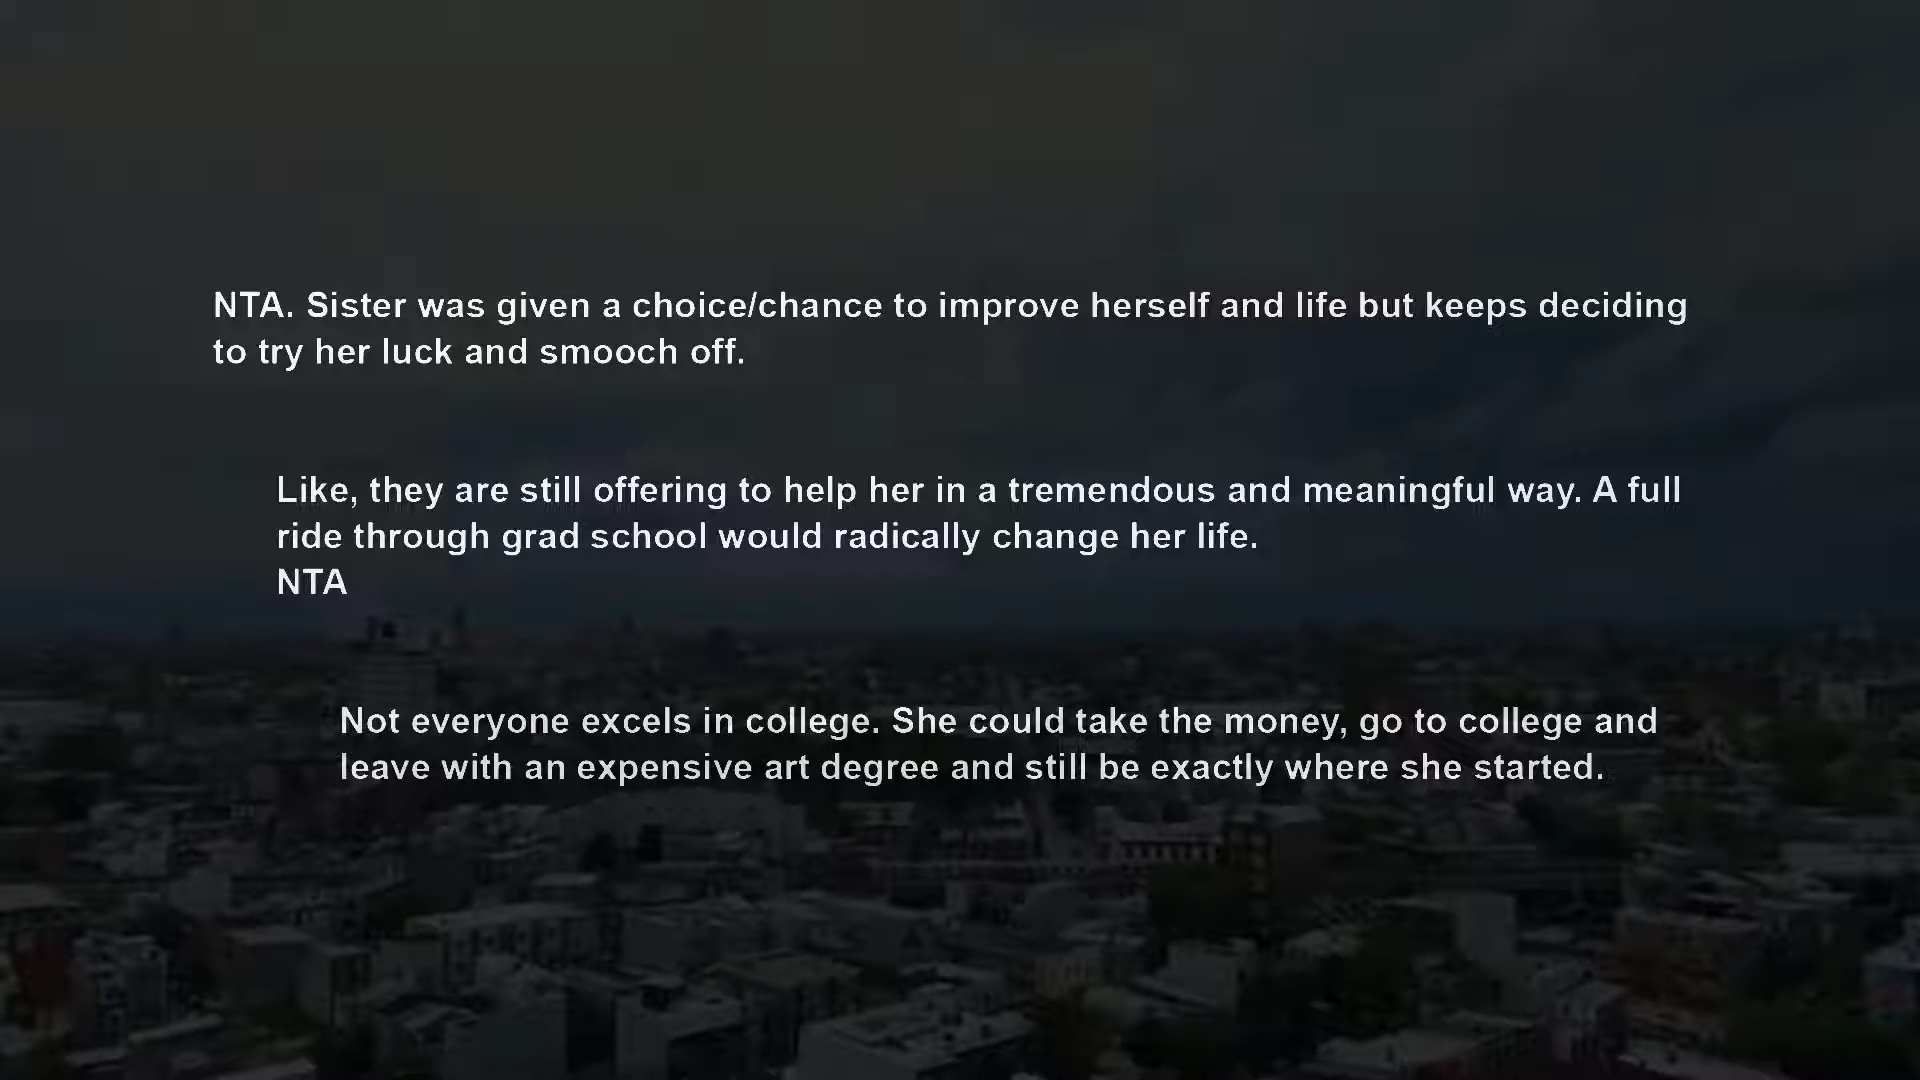 NTA. Sister was given a choice/chance to improve herself and life but keeps deciding
to try her luck and smooch off.
Like, they are still offering to help her in a tremendous and meaningful way. A full
ride through grad school would radically change her life.
NTA
Not everyone excels in college. She could take the money, go to college and
leave with an expensive art degree and still be exactly where she started.